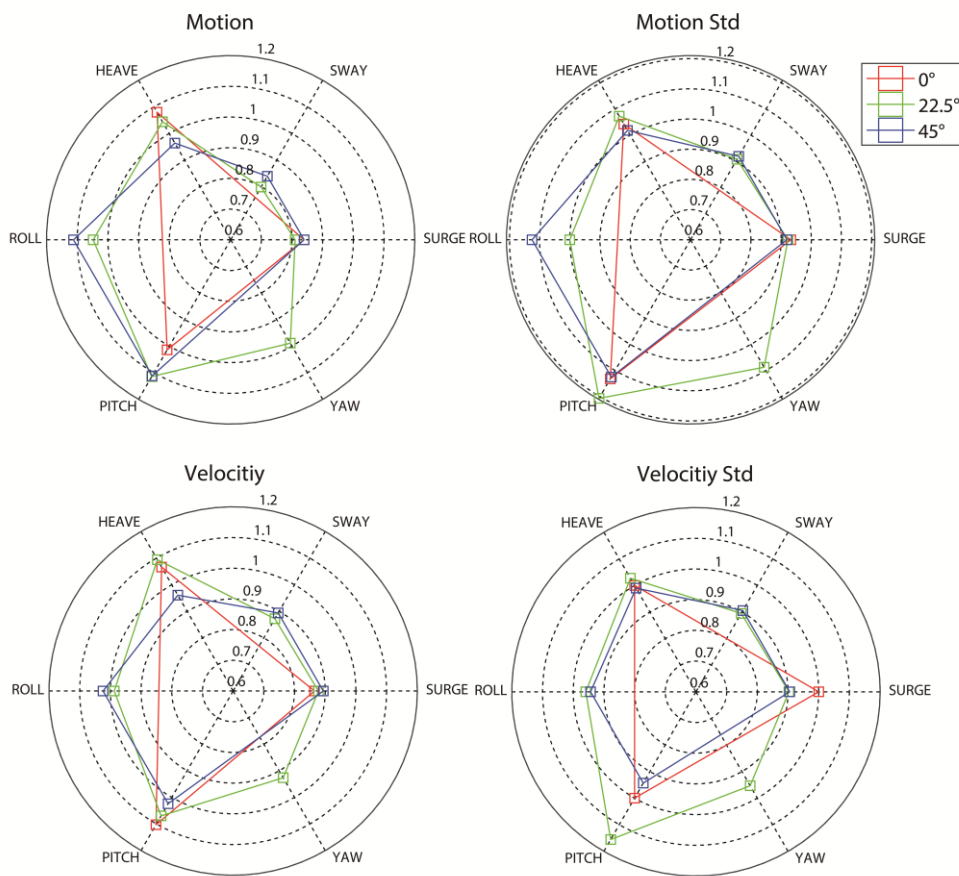 Motion
1.2
HEAVE
SWAY
1.1
1
0.9
0.8
0.7
0.6
ROLL
SURGE
PITCH
YAW
Motion Std
1.2
HEAVE
SWAY
1.1
1
0.9
0.8
0.7
0.6
ROLL
SURGE
PITCH
YAW
0°
22.5°
45°
Velocitiy
1.2
HEAVE
SWAY
1.1
1
0.9
0.8
0.7
0.6
ROLL
SURGE
PITCH
YAW
Velocitiy Std
1.2
HEAVE
SWAY
1.1
1
0.9
0.8
0.7
0.6
ROLL
SURGE
PITCH
YAW